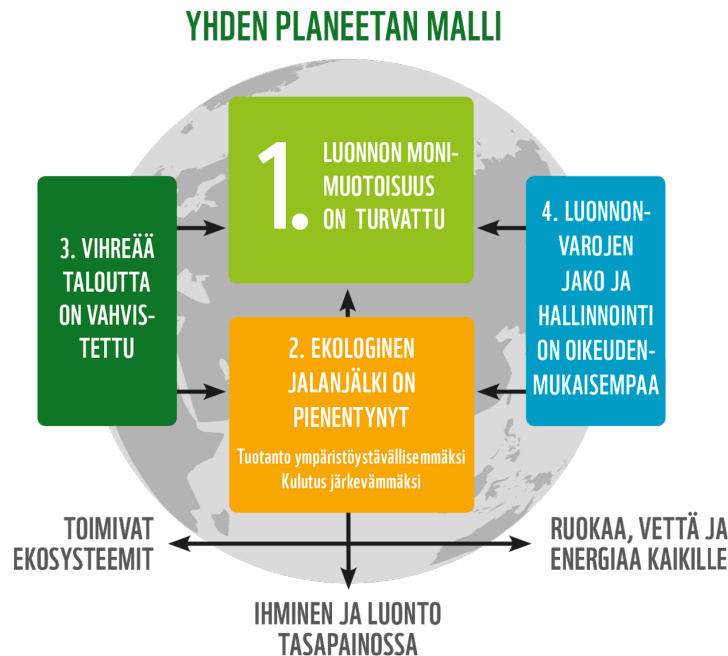 YHDEN PLANEETAN MALLI
1. LUONNON MONI-
MUOTOISUUS
ON TURVATTU
3. VIHREÄÄ
TALOUTTA
ON VAHVIS-
TETTU
4. LUONNON-
VAROJEN
JAKO JA
HALLINNOINTI
ON OIKEUDEN-
MUKAISEMPAA
2. EKOLOGINEN
JALANJÄLKI ON
PIENENTYNYT
Tuotanto ympäristöystävällisemmäksi
Kulutus järkevämmäksi
TOIMIVAT
EKOSYSTEEMIT
RUOKAA, VETTÄ JA
ENERGIAA KAIKILLE
IHMINEN JA LUONTO
TASAPAINOSSA